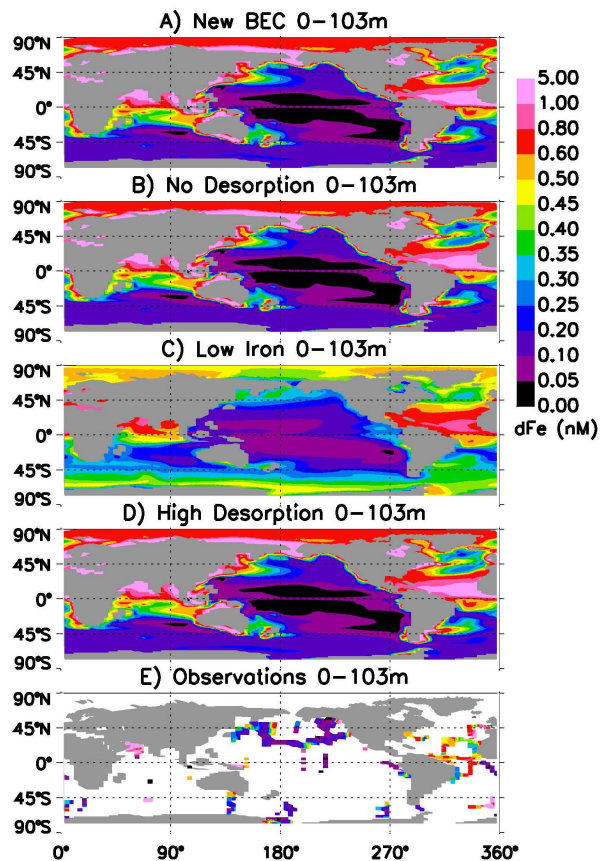 A) New BEC 0-103m
90°N
45°N
0°
45°S
90°S
B) No Desorption 0-103m
90°N
45°N
0°
45°S
90°S
C) Low Iron 0-103m
90°N
45°N
0°
45°S
90°S
D) High Desorption 0-103m
90°N
45°N
0°
45°S
90°S
E) Observations 0-103m
90°N
45°N
0°
45°S
90°S
0° 90° 180° 270° 360°
5.00
1.00
0.80
0.60
0.50
0.45
0.40
0.35
0.30
0.25
0.20
0.10
0.05
0.00
dFe (nM)